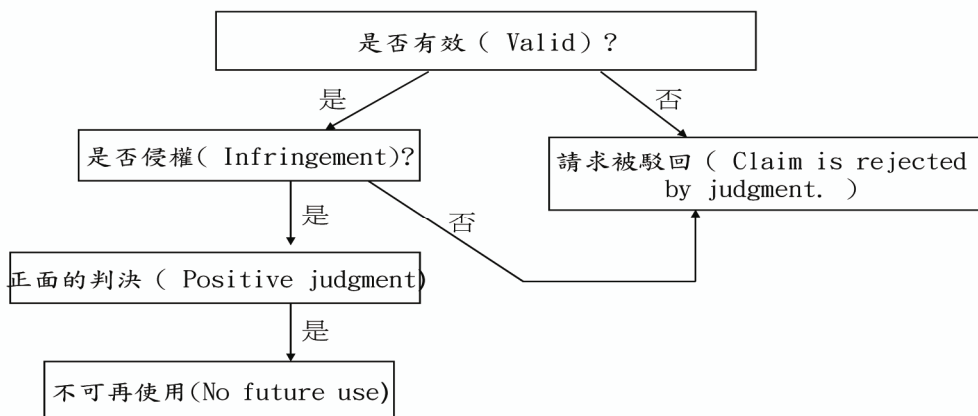 是否有效( Valid)?
是
否
是否侵權( Infringement)?
請求被駁回( Claim is rejected
by judgment. )
是
否
正面的判決( Positive judgment)
是
不可再使用(No future use)